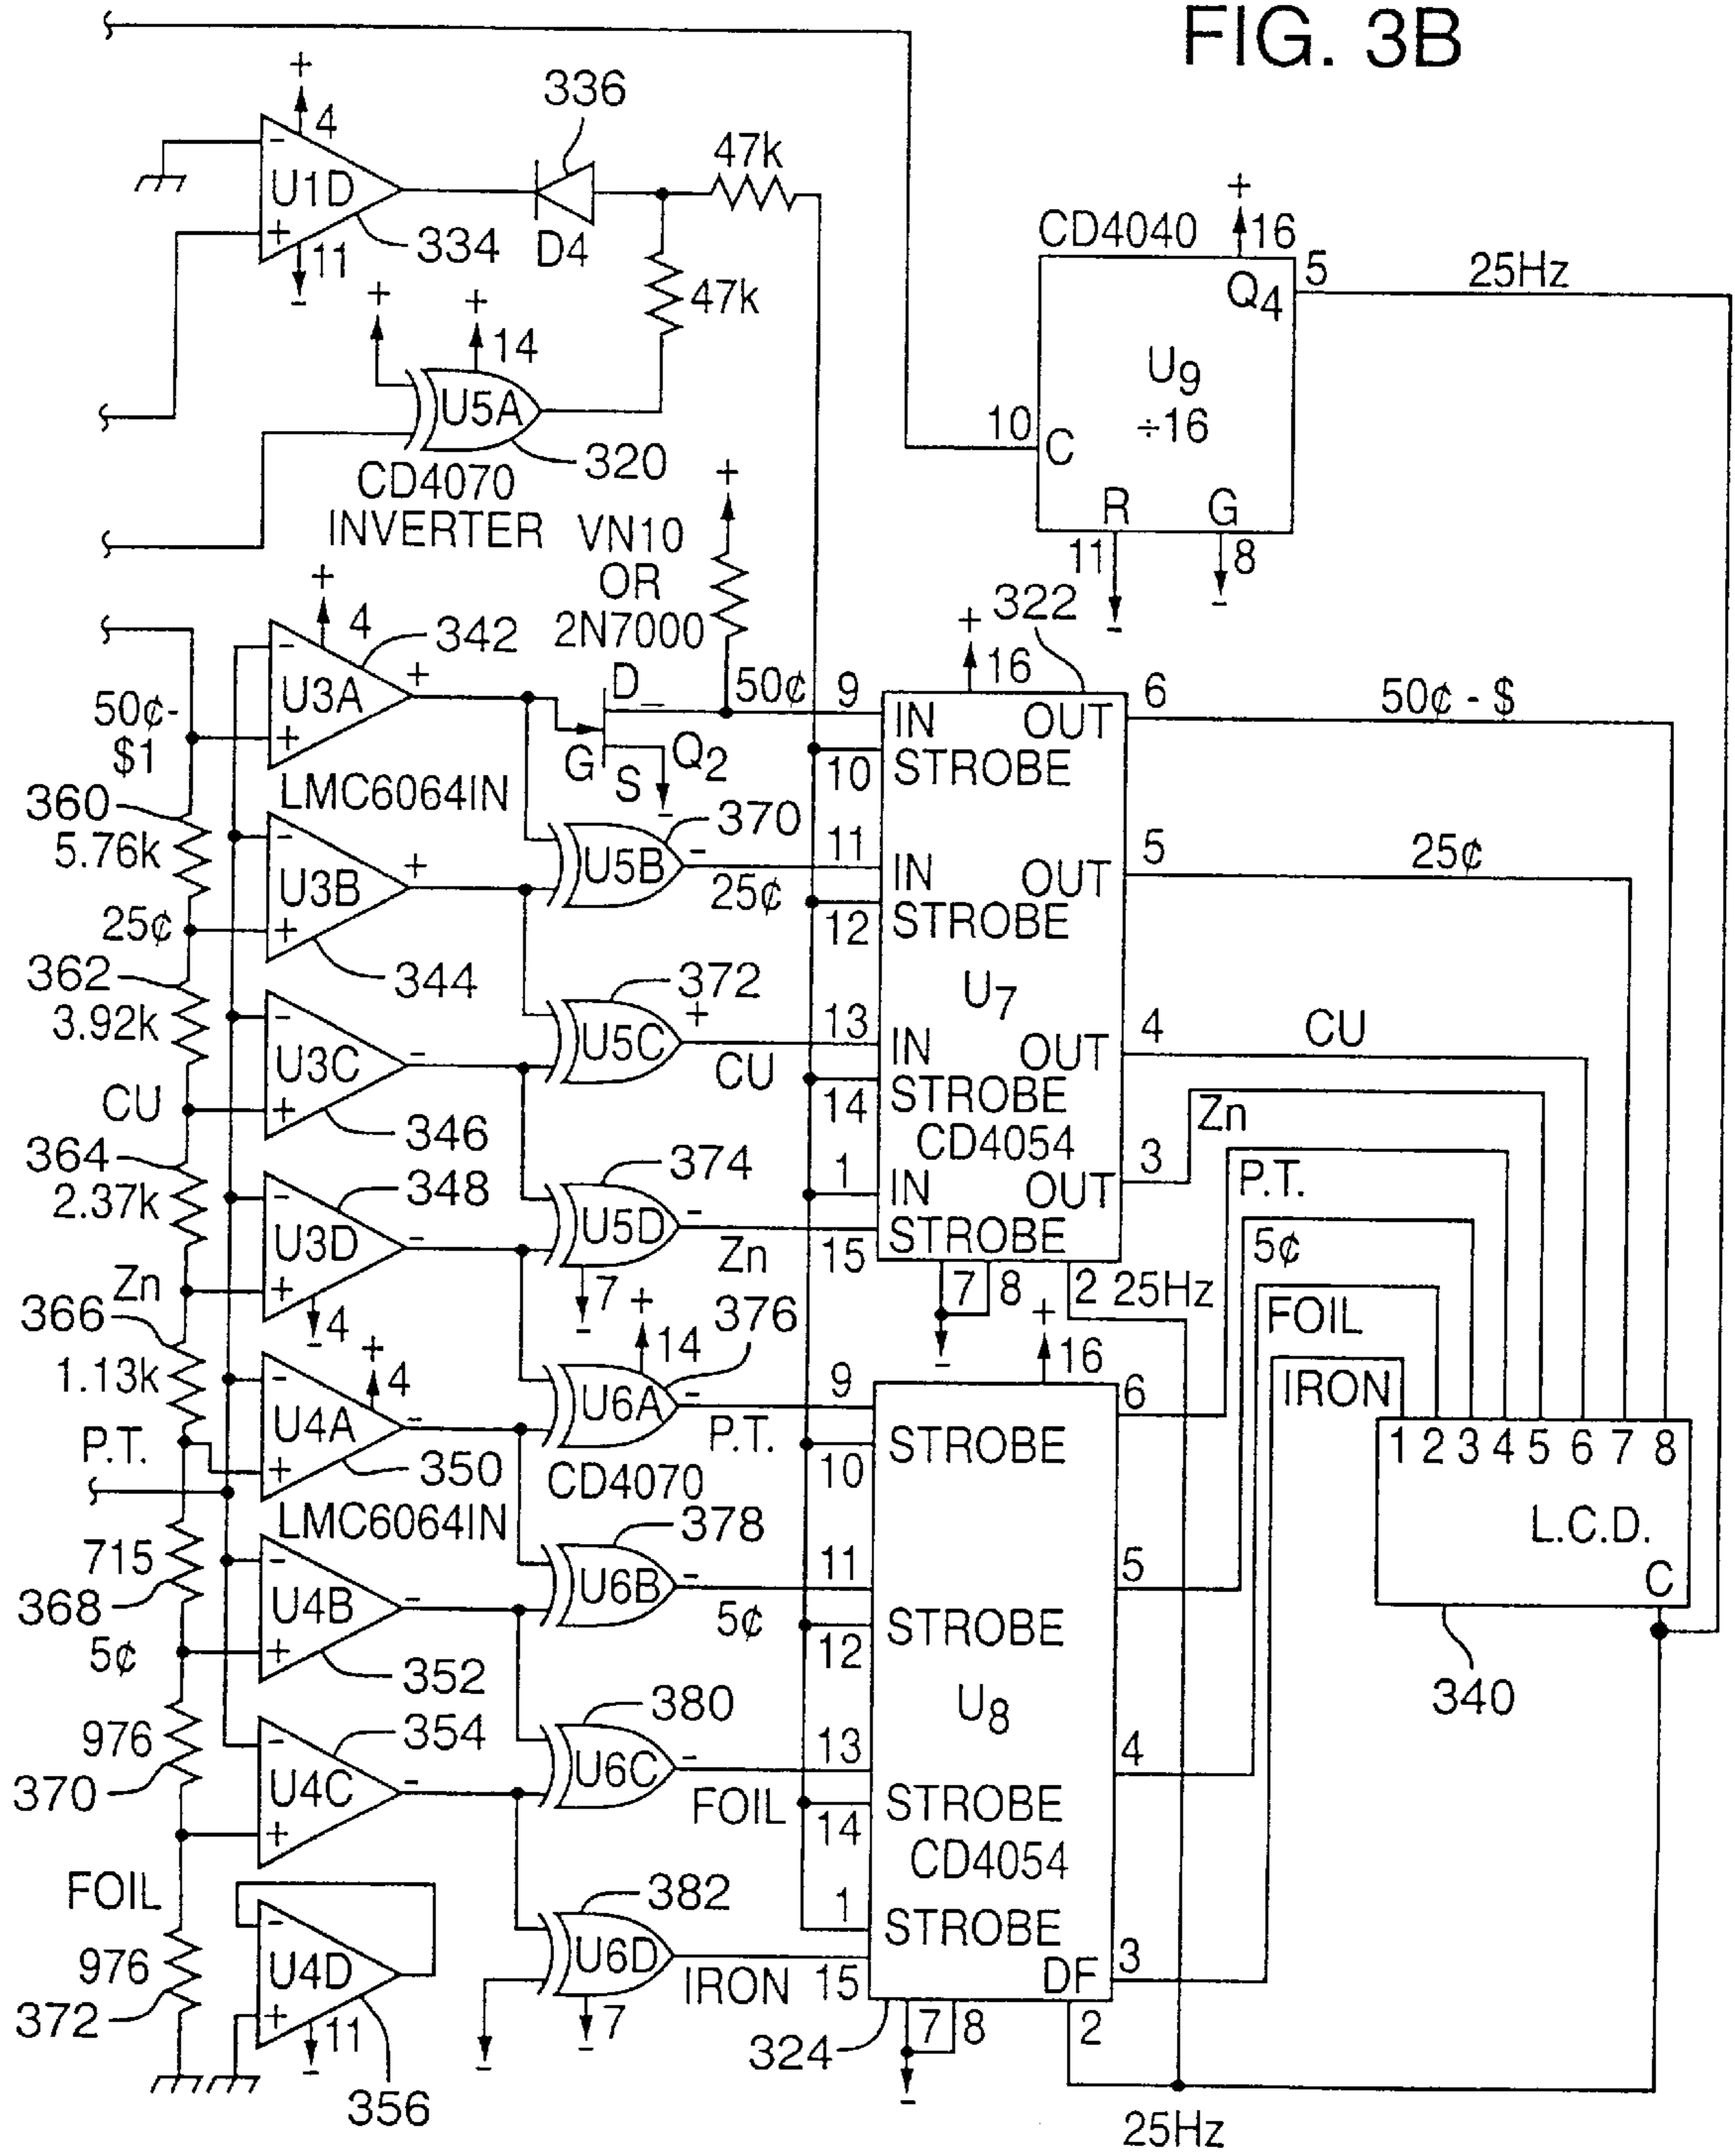 FIG. 3B
+
4
336
-
U1D
+
11
-
334
D4
47k
47k
+
+
14
U5A
320
CD4070
INVERTER
CD4040
+
16
Q4
5
25Hz
U9
÷16
10
C
R
G
11
8
-
-
VN10
OR
2N7000
+
322
+
4
342
-
U3A
+
+
50¢-
$1
LMC6064IN
D
G
S
Q2
-
50¢
9
+
16
IN
OUT
6
50¢ - $
STROBE
10
360
5.76k
-
U3B
+
+
344
U5B
370
-
25¢
11
IN
OUT
5
25¢
STROBE
12
25¢
362
3.92k
-
U3C
+
-
346
U5C
372
+
CU
13
U7
IN
OUT
4
CU
STROBE
14
CD4054
CU
364
2.37k
-
U3D
+
-
348
-
4
U5D
374
-
Zn
7
-
1
IN
OUT
3
Zn
STROBE
15
7
8
2
25Hz
-
P.T.
5¢
FOIL
IRON
Zn
366
1.13k
+
4
-
U4A
+
-
350
LMC6064IN
+
14
376
U6A
-
P.T.
CD4070
9
+
16
6
STROBE
10
1 2 3 4 5 6 7 8
L.C.D.
C
340
P.T.
715
368
-
U4B
+
-
352
U6B
378
-
5¢
11
5
STROBE
12
U8
5¢
976
370
-
U4C
+
-
354
U6C
380
-
FOIL
13
4
STROBE
14
CD4054
FOIL
976
372
-
U4D
+
11
-
356
U6D
382
IRON
7
-
-
1
STROBE
15
DF
3
324
7
8
2
-
25Hz